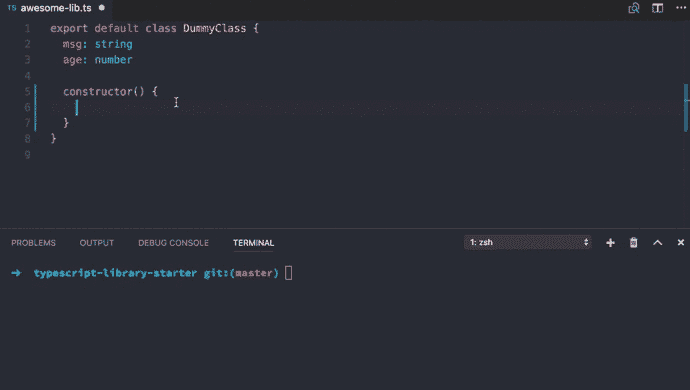 TS awesome-lib.ts
1 export default class DummyClass {
2 msg: string
3 age: number
4
5 constructor() {
6
7 }
8 }
9
PROBLEMS OUTPUT DEBUG CONSOLE TERMINAL 1: zsh
➜ typescript-library-starter git:(master)